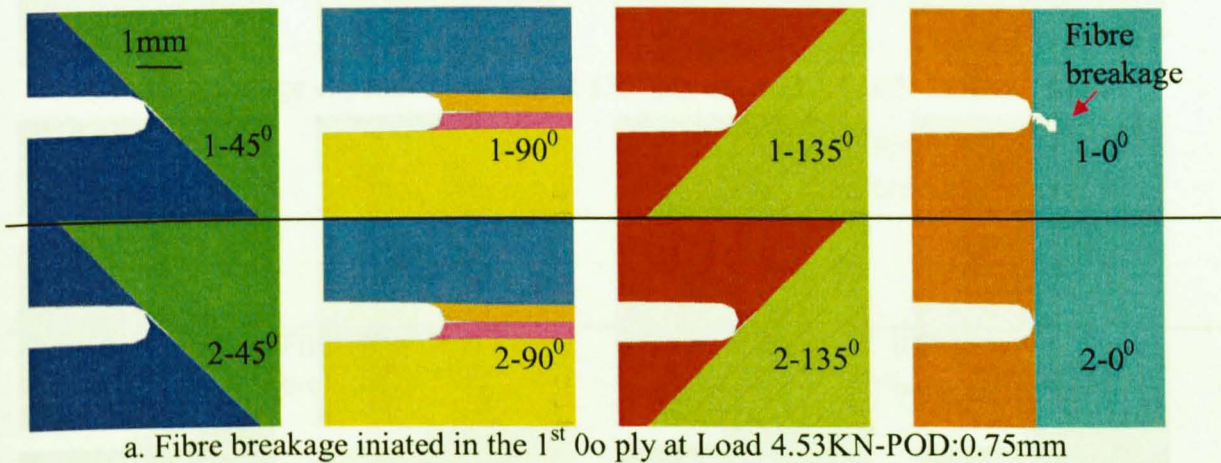 1mm
Fibre
breakage
1-45⁰
1-90⁰
1-135⁰
1-0⁰
2-45⁰
2-90⁰
2-135⁰
2-0⁰
a. Fibre breakage iniated in the 1ˢᵗ 0o ply at Load 4.53KN-POD:0.75mm